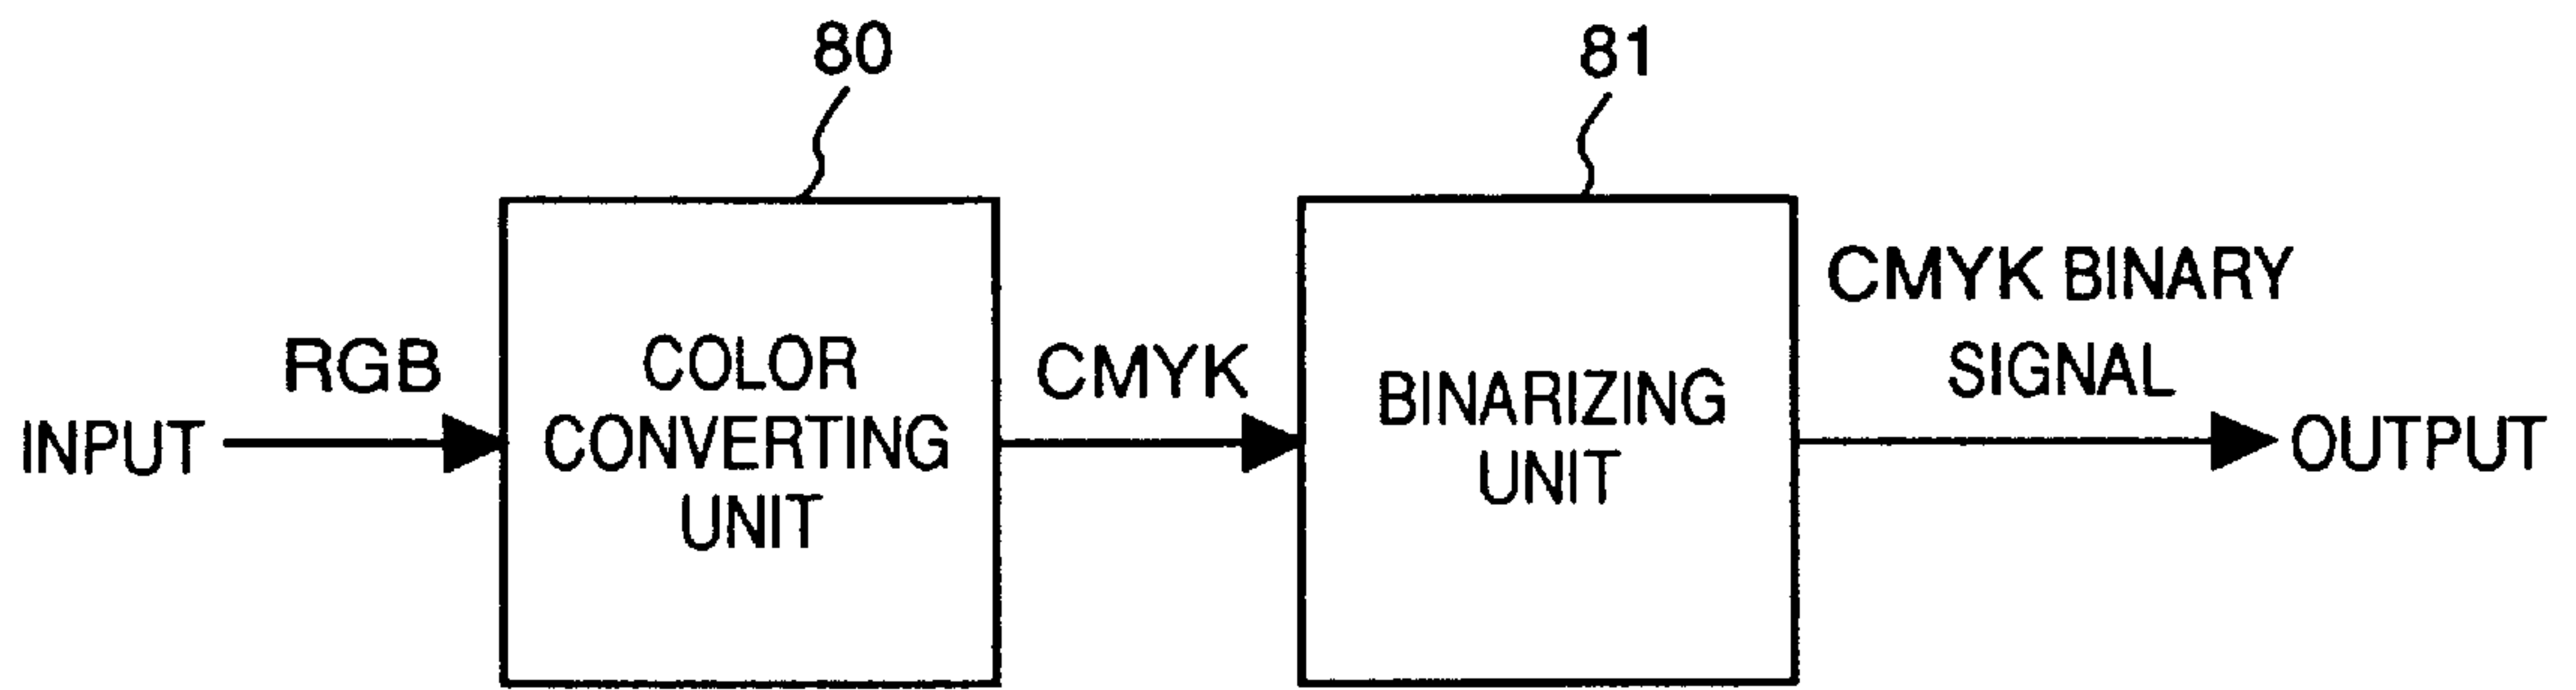 80
81
INPUT
RGB
COLOR
CONVERTING
UNIT
CMYK
BINARIZING
UNIT
CMYK BINARY
SIGNAL
OUTPUT